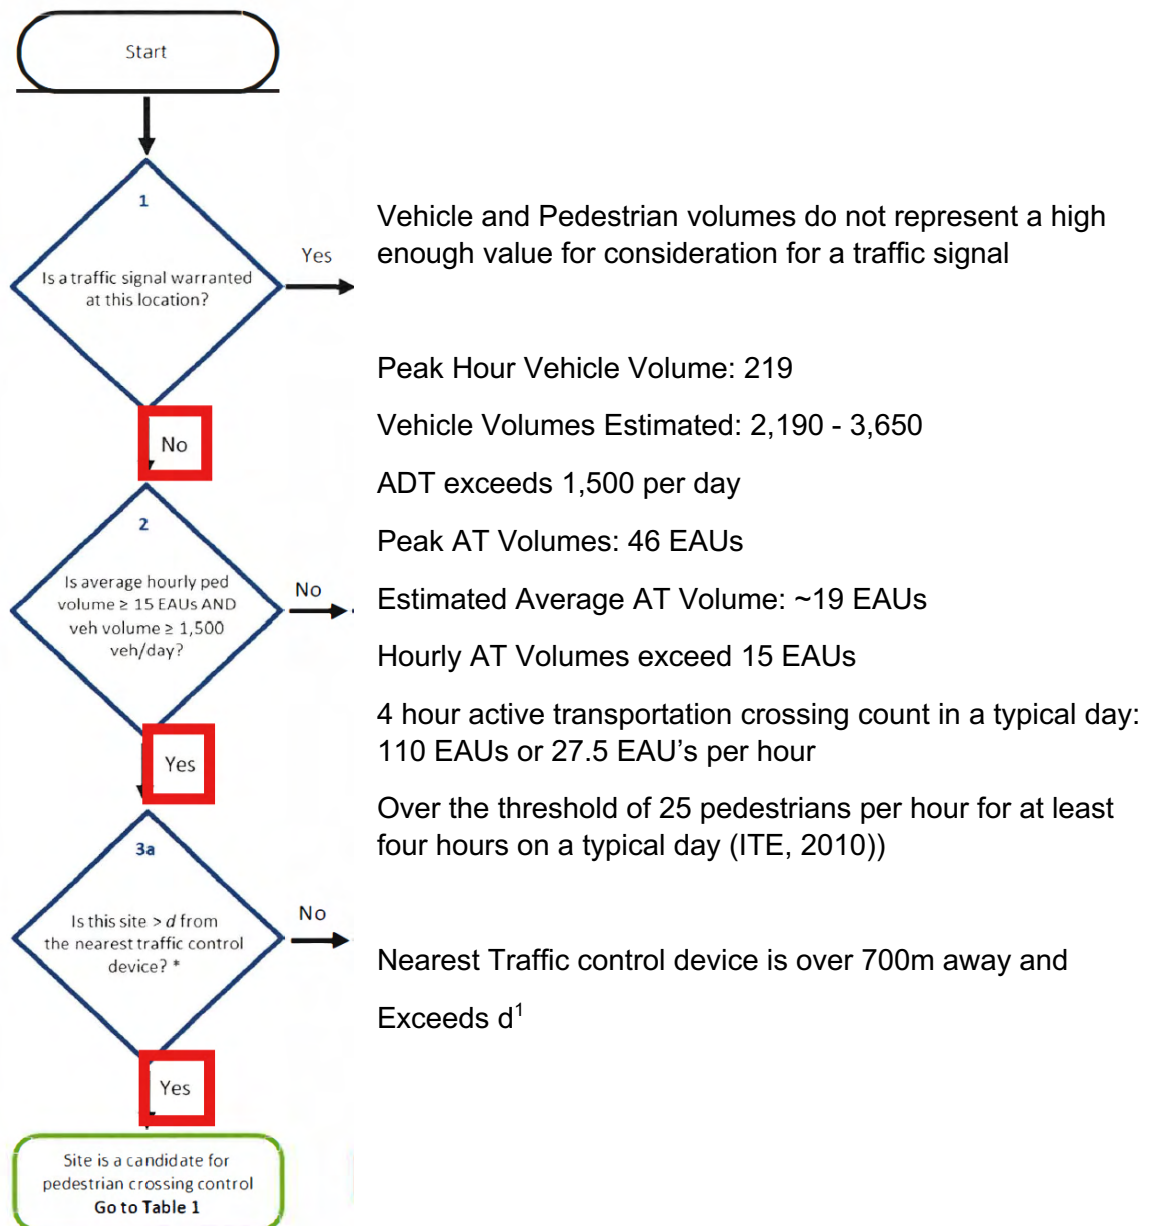 Start
1
Is a traffic signal warranted
at this location?
Yes
Vehicle and Pedestrian volumes do not represent a high
enough value for consideration for a traffic signal
No
Peak Hour Vehicle Volume: 219
Vehicle Volumes Estimated: 2,190 - 3,650
ADT exceeds 1,500 per day
2
Is average hourly ped
volume ≥ 15 EAUs AND
veh volume ≥ 1,500
veh/day?
No
Peak AT Volumes: 46 EAUs
Estimated Average AT Volume: ~19 EAUs
Hourly AT Volumes exceed 15 EAUs
4 hour active transportation crossing count in a typical day:
110 EAUs or 27.5 EAU's per hour
Yes
Over the threshold of 25 pedestrians per hour for at least
four hours on a typical day (ITE, 2010))
3a
Is this site > d from
the nearest traffic control
device? *
No
Nearest Traffic control device is over 700m away and
Exceeds d¹
Yes
Site is a candidate for
pedestrian crossing control
Go to Table 1